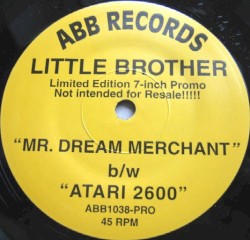 ABB RECORDS
LITTLE BROTHER
Limited Edition 7-inch Promo
Not intended for Resale!!!!!
"MR. DREAM MERCHANT"
b/w
"ATARI 2600"
ABB1038-PRO
45 RPM